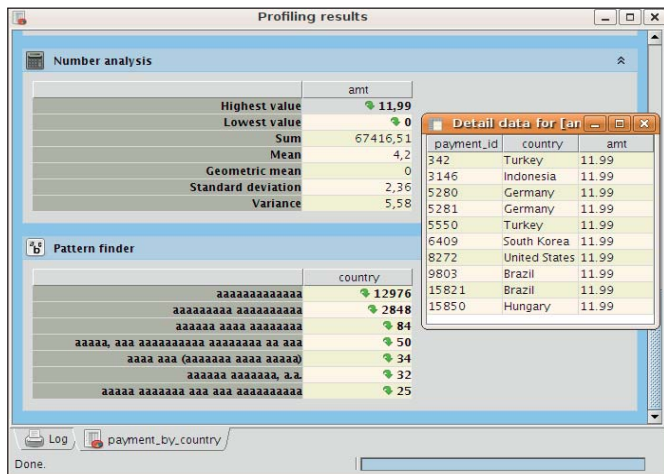 Profiling results
Number analysis
amt
Highest value 11,99
Lowest value 0
Sum 67416,51
Mean 4,2
Geometric mean 0
Standard deviation 2,36
Variance 5,58
Detail data for [an
payment_id country amt
342 Turkey 11.99
3146 Indonesia 11.99
5280 Germany 11.99
5281 Germany 11.99
5550 Turkey 11.99
6409 South Korea 11.99
8272 United States 11.99
9803 Brazil 11.99
15821 Brazil 11.99
15850 Hungary 11.99
Pattern finder
country
aaaaaaaaaaaaa 12976
aaaaaaaaa aaaaaaaaaa 2848
aaaaaa aaaa aaaaaaaa 84
aaaaa, aaa aaaaaaaaaa aaaaaaaa aa aaa 50
aaaa aaa (aaaaaaa aaaa aaaaa) 34
aaaaaa aaaaaaa, a.a. 32
aaaaa aaaaaaa aaa aaa aaaaaaaaaa 25
Log payment_by_country
Done.